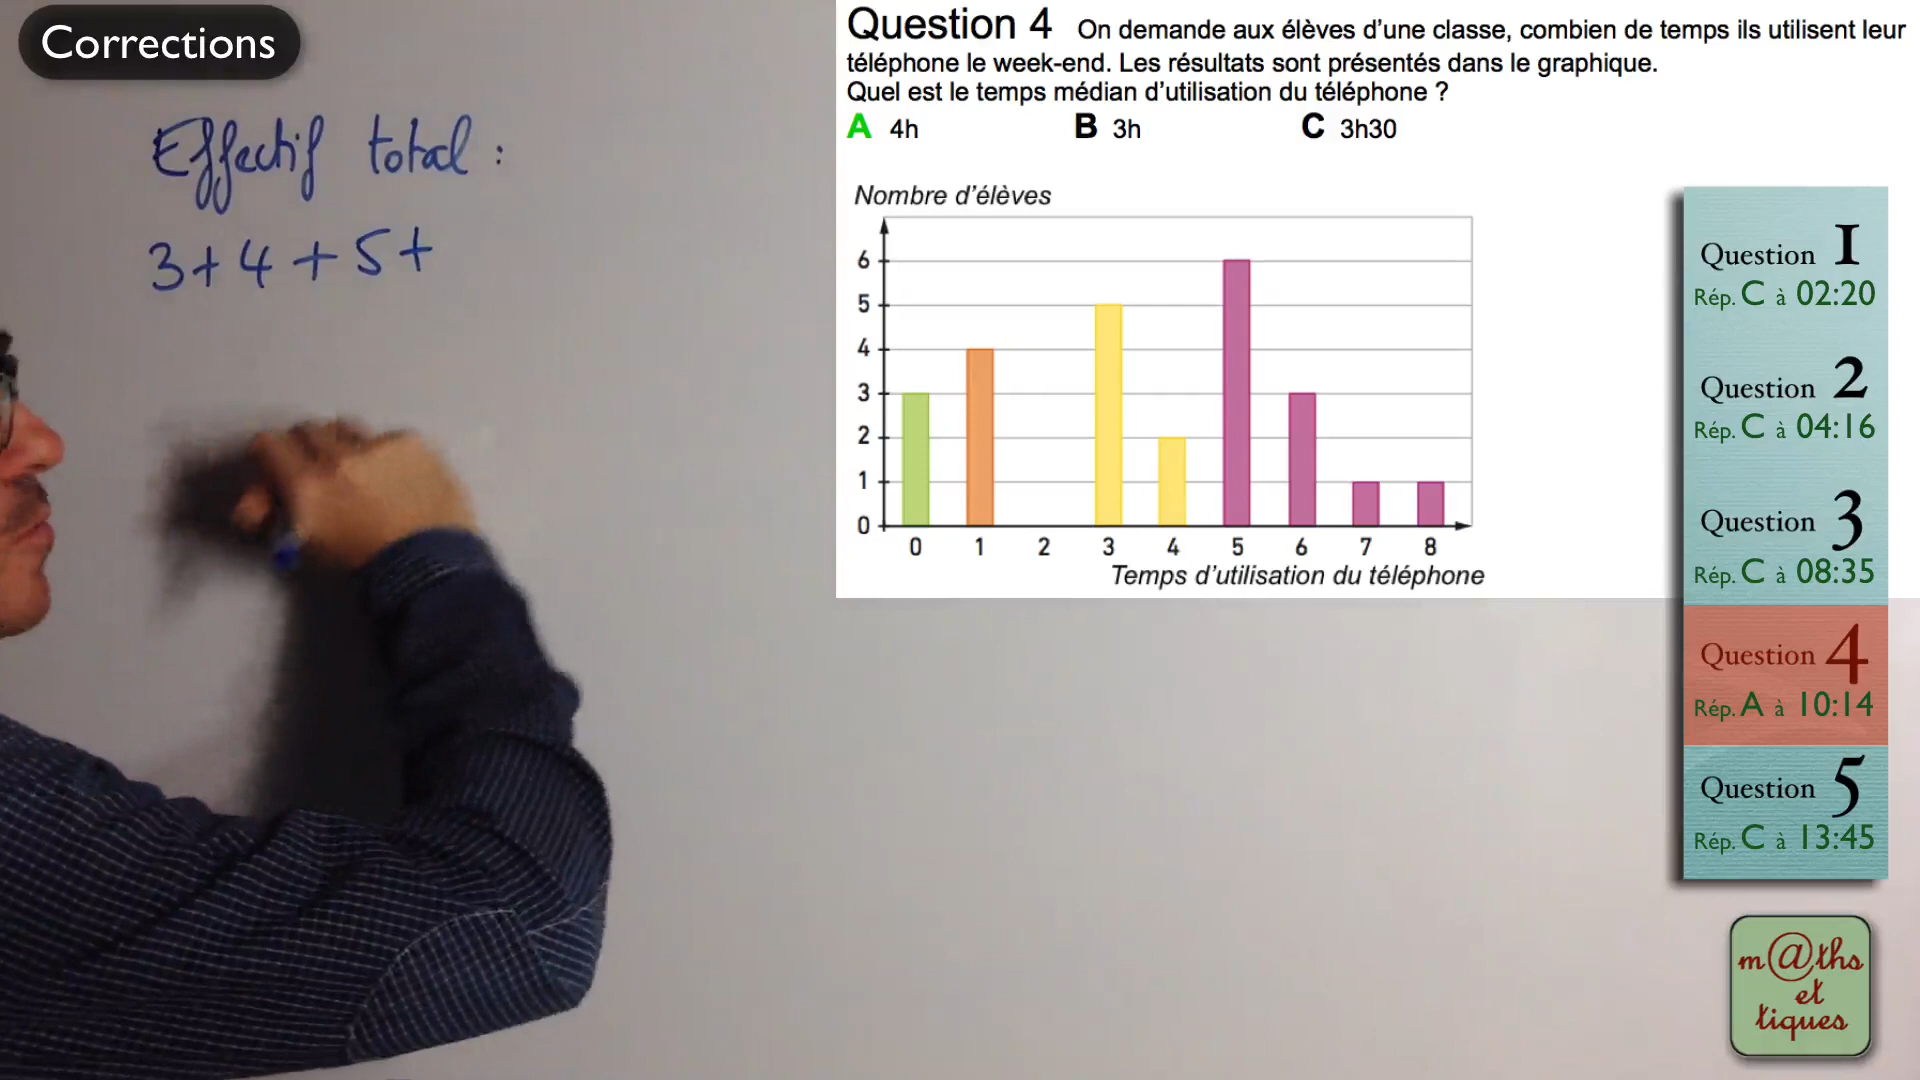 Corrections
Effectif total :
3+4+5+
Question 4 On demande aux élèves d’une classe, combien de temps ils utilisent leur
téléphone le week-end. Les résultats sont présentés dans le graphique.
Quel est le temps médian d’utilisation du téléphone ?
A 4h B 3h C 3h30
Nombre d’élèves
6
5
4
3
2
1
0
0 1 2 3 4 5 6 7 8
Temps d’utilisation du téléphone
Question 1
Rép. C à 02:20
Question 2
Rép. C à 04:16
Question 3
Rép. C à 08:35
Question 4
Rép. A à 10:14
Question 5
Rép. C à 13:45
m@ths
et
tiques